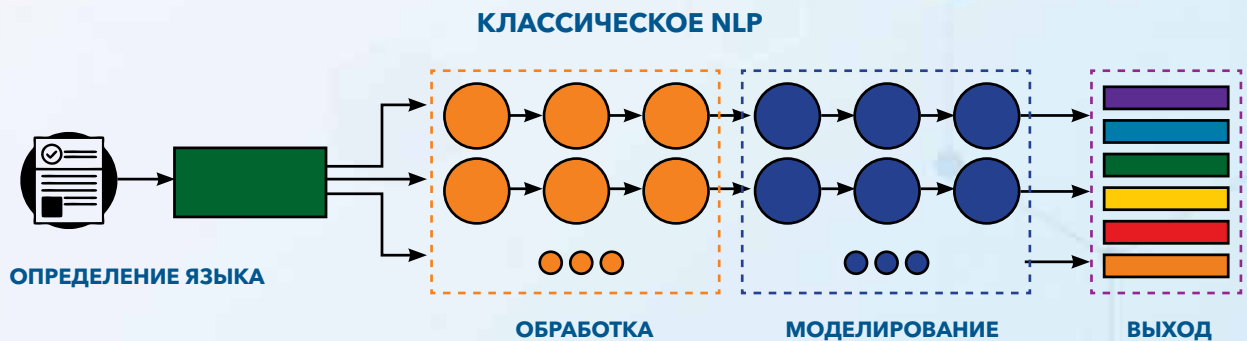 КЛАССИЧЕСКОЕ NLP
ОПРЕДЕЛЕНИЕ ЯЗЫКА
ОБРАБОТКА
МОДЕЛИРОВАНИЕ
ВЫХОД